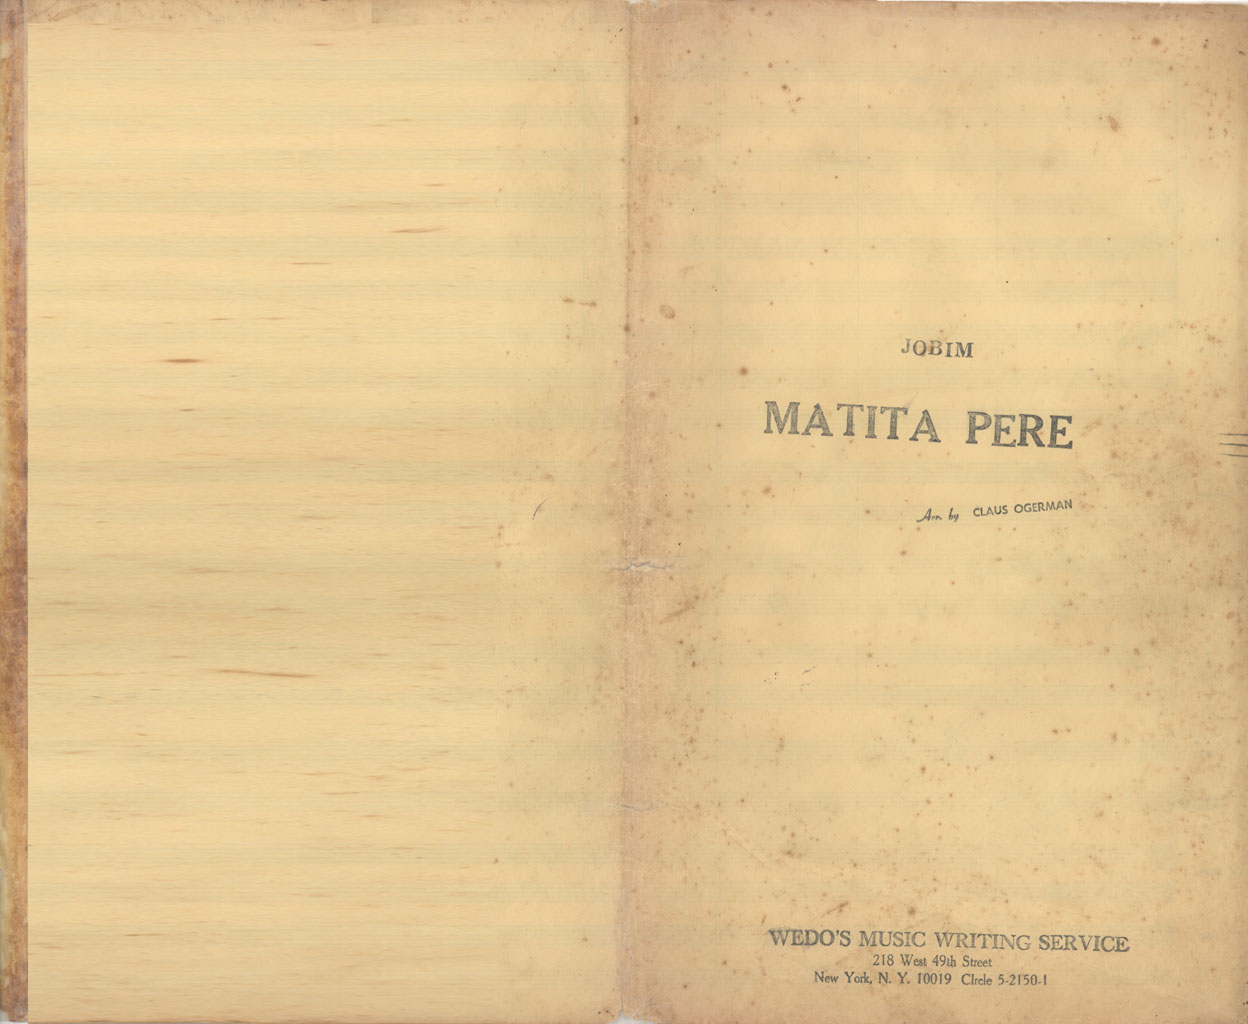 JOBIM
MATITA PERE
Arr. by CLAUS OGERMAN
WEDO'S MUSIC WRITING SERVICE
218 West 49th Street
New York, N. Y. 10019 CIrcle 5-2150-1